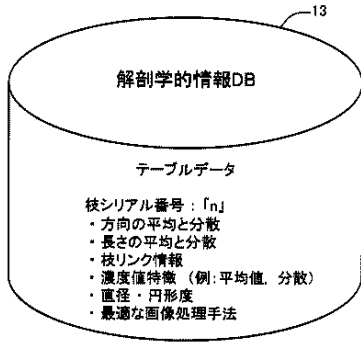 13
解剖学的情報DB
テーブルデータ
枝シリアル番号:「n」
・方向の平均と分散
・長さの平均と分散
・枝リンク情報
・濃度値特徴(例:平均値, 分散)
・直径・円形度
・最適な画像処理手法